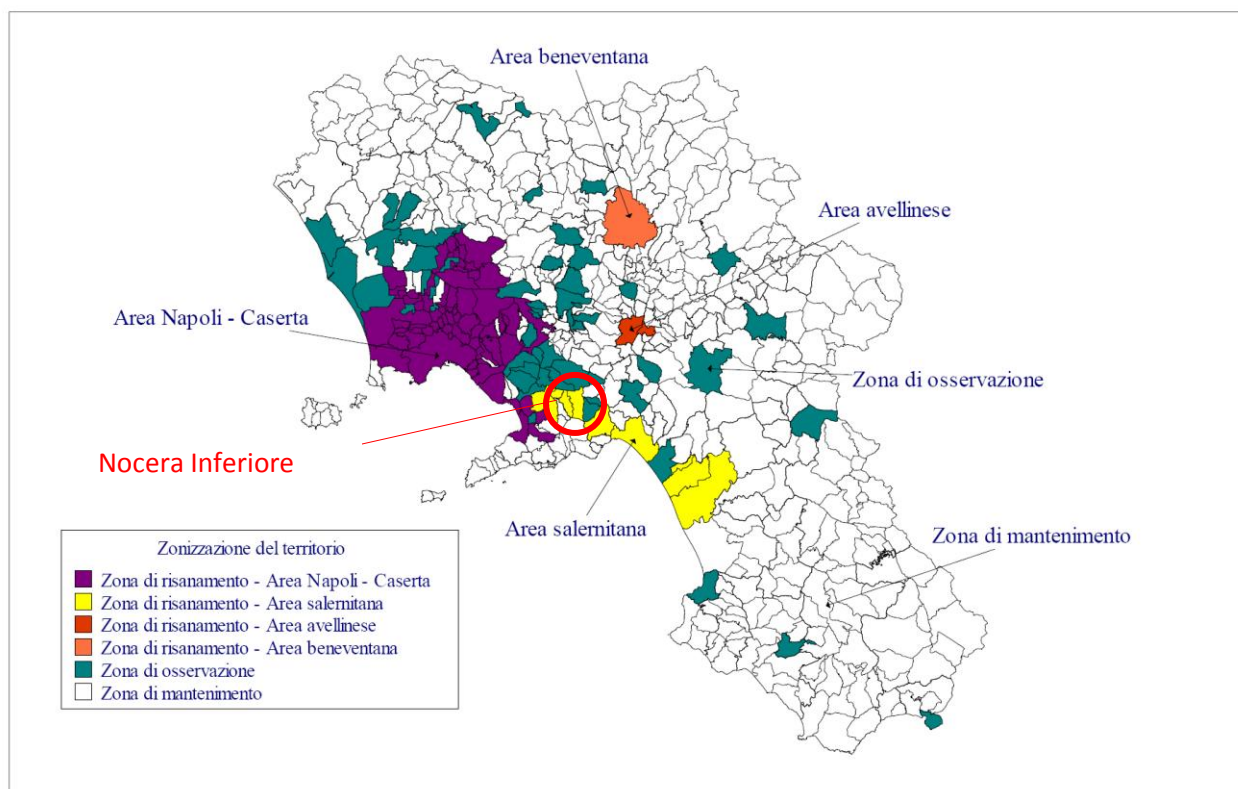 Area beneventana
Area avellinese
Area Napoli - Caserta
Zona di osservazione
Nocera Inferiore
Area salernitana
Zona di mantenimento
Zonizzazione del territorio
Zona di risanamento - Area Napoli - Caserta
Zona di risanamento - Area salernitana
Zona di risanamento - Area avellinese
Zona di risanamento - Area beneventana
Zona di osservazione
Zona di mantenimento